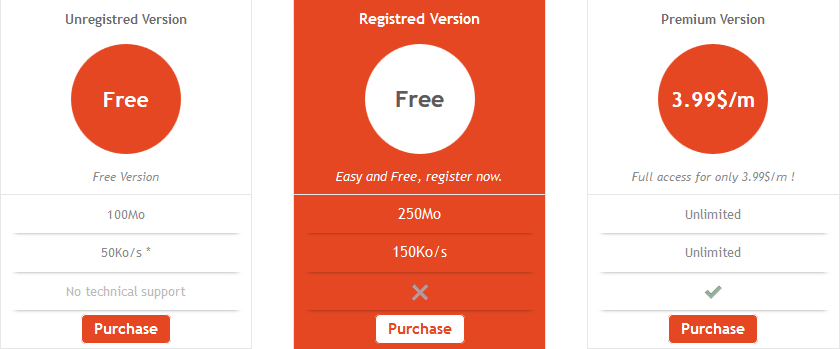 Unregistred Version
Free
Free Version
100Mo
50Ko/s *
No technical support
Purchase
Registred Version
Free
Easy and Free, register now.
250Mo
150Ko/s
Purchase
Premium Version
3.99$/m
Full access for only 3.99$/m !
Unlimited
Unlimited
Purchase